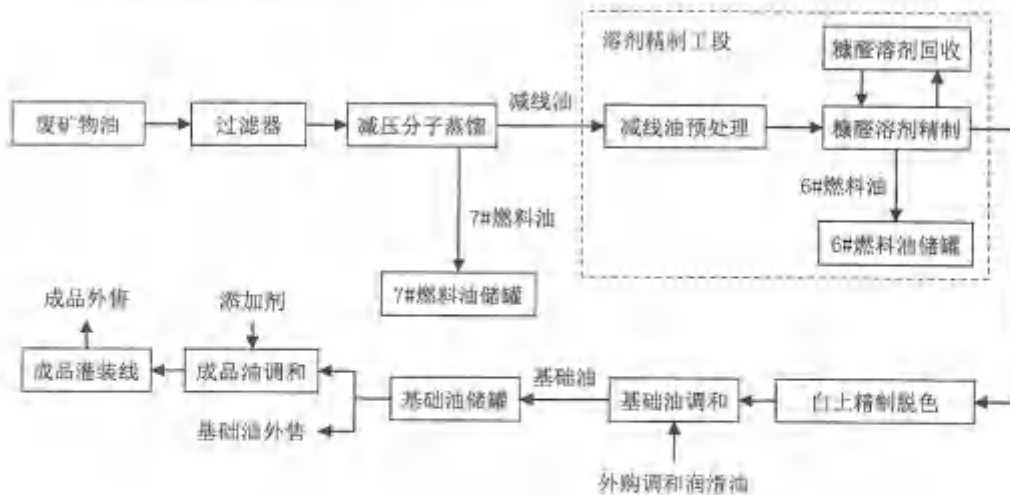 溶剂精制工段
糠醛溶剂回收
废矿物油
过滤器
减压分子蒸馏
减线油
减线油预处理
糠醛溶剂精制
7#燃料油
7#燃料油储罐
6#燃料油
6#燃料油储罐
成品外售
添加剂
成品灌装线
成品油调和
基础油外售
基础油储罐
基础油
基础油调和
外购调和润滑油
白土精制脱色